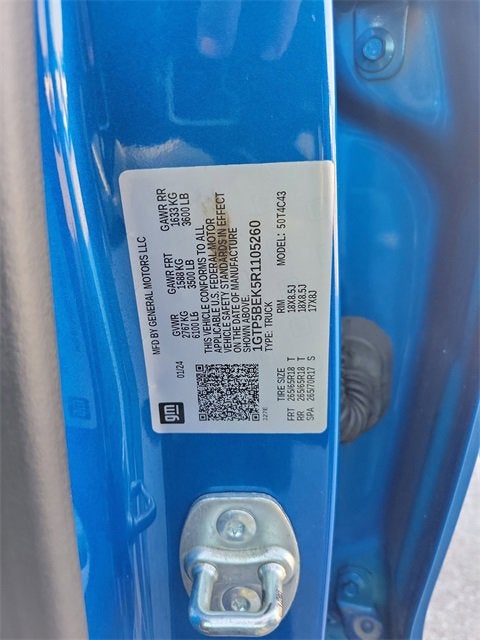 MFD BY GENERAL MOTORS LLC
01/24
GVWR
2767 KG
6100 LB
GAWR FRT
1588 KG
3500 LB
GAWR RR
1633 KG
3600 LB
THIS VEHICLE CONFORMS TO ALL
APPLICABLE U.S. FEDERAL MOTOR
VEHICLE SAFETY STANDARDS IN EFFECT
ON THE DATE OF MANUFACTURE
SHOWN ABOVE.
1GTP5BEK5R1105260
TYPE: TRUCK
MODEL: 50T4C43
gm
127E
TIRE SIZE RIM
FRT 265/65R18 T 18X8.5J
RR 265/65R18 T 18X8.5J
SPA 265/70R17 S 17X8J